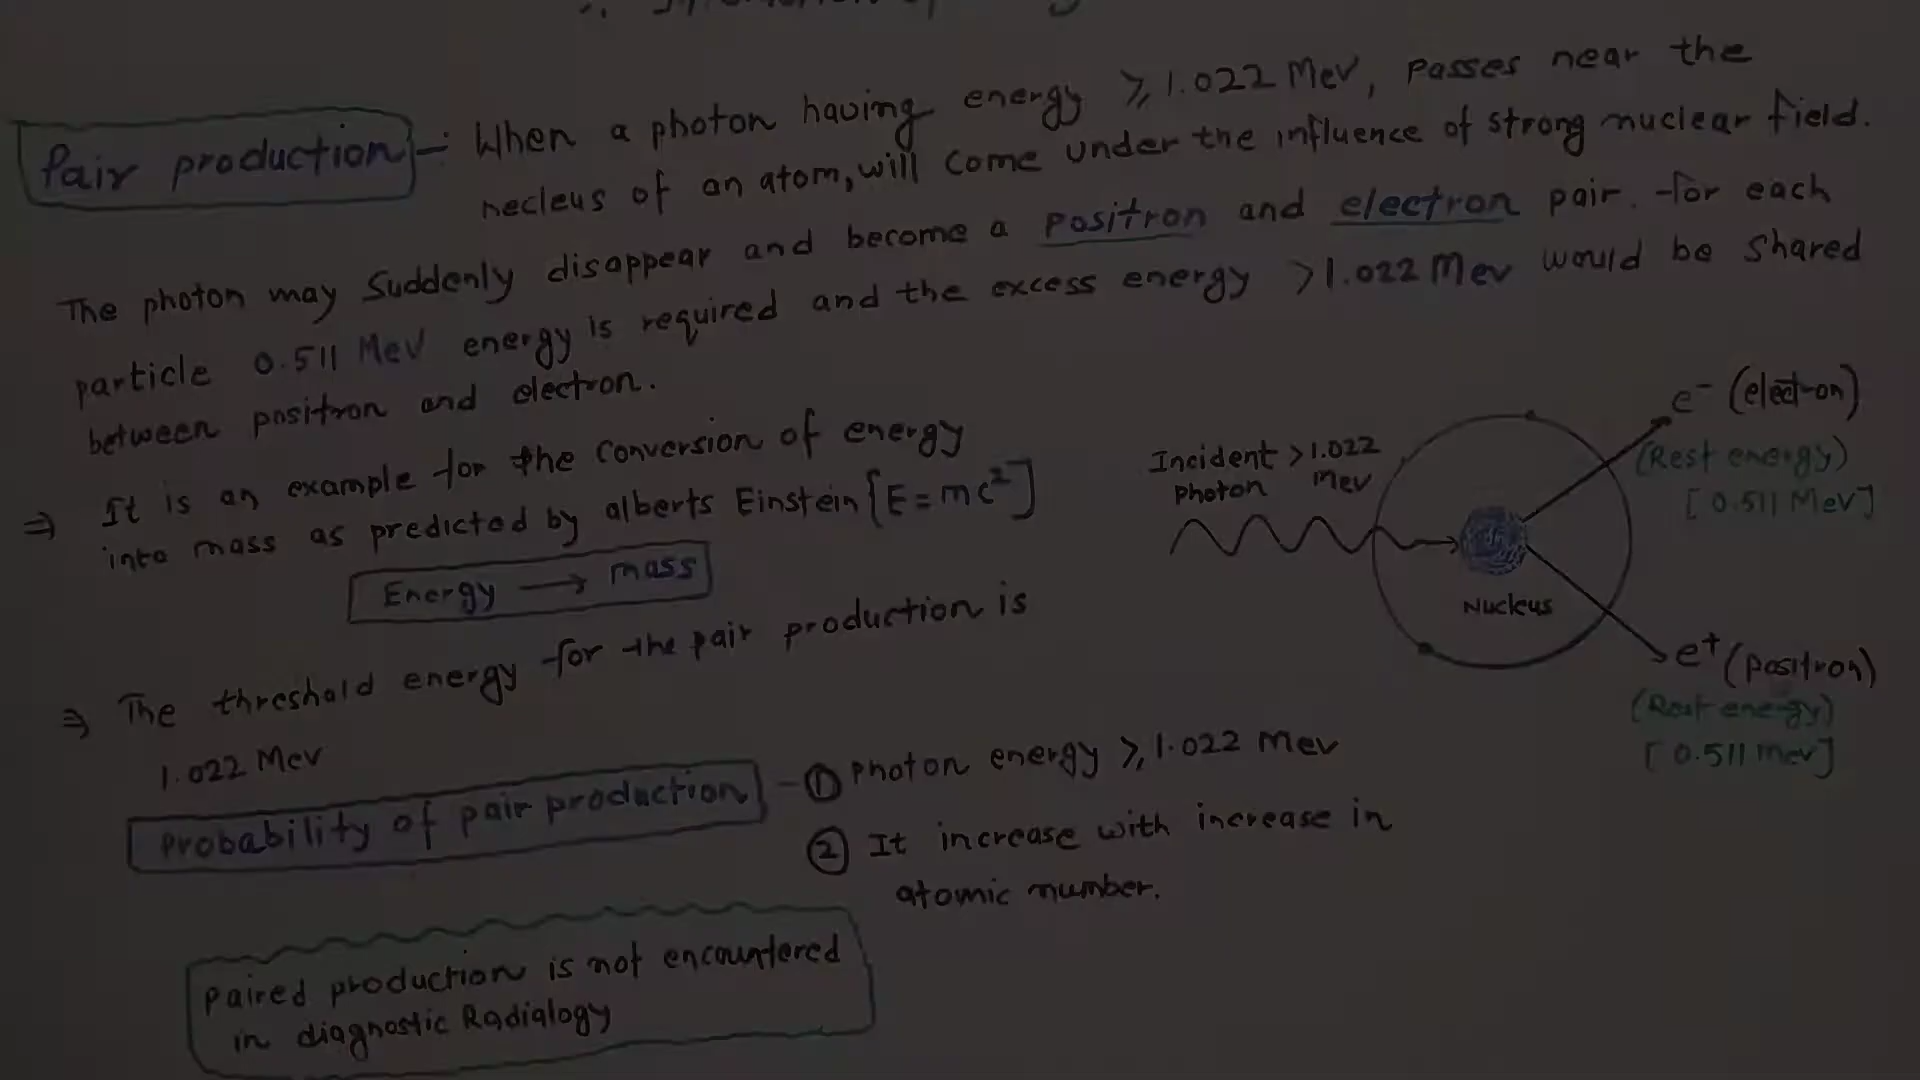 Pair production - When a photon having energy ⩾ 1.022 MeV, Passes near the
necleus of an atom, will come under the influence of strong nuclear field.
The photon may Suddenly disappear and become a positron and electron pair. for each
particle 0.511 MeV energy is required and the excess energy >1.022 Mev would be shared
between positron and electron.
⇒ It is an example for the conversion of energy
into mass as predicted by alberts Einstein [E = mc²]
Energy → mass
⇒ The threshold energy for the pair production is
1.022 Mev
Incident >1.022
photon Mev
Nucleus
e⁻ (electron)
(Rest energy)
[0.511 MeV]
e⁺ (positron)
(Rest energy)
[0.511 mev]
Probability of pair production - ① Photon energy ⩾ 1.022 Mev
② It increase with increase in
atomic number.
Paired production is not encountered
in diagnostic Radialogy